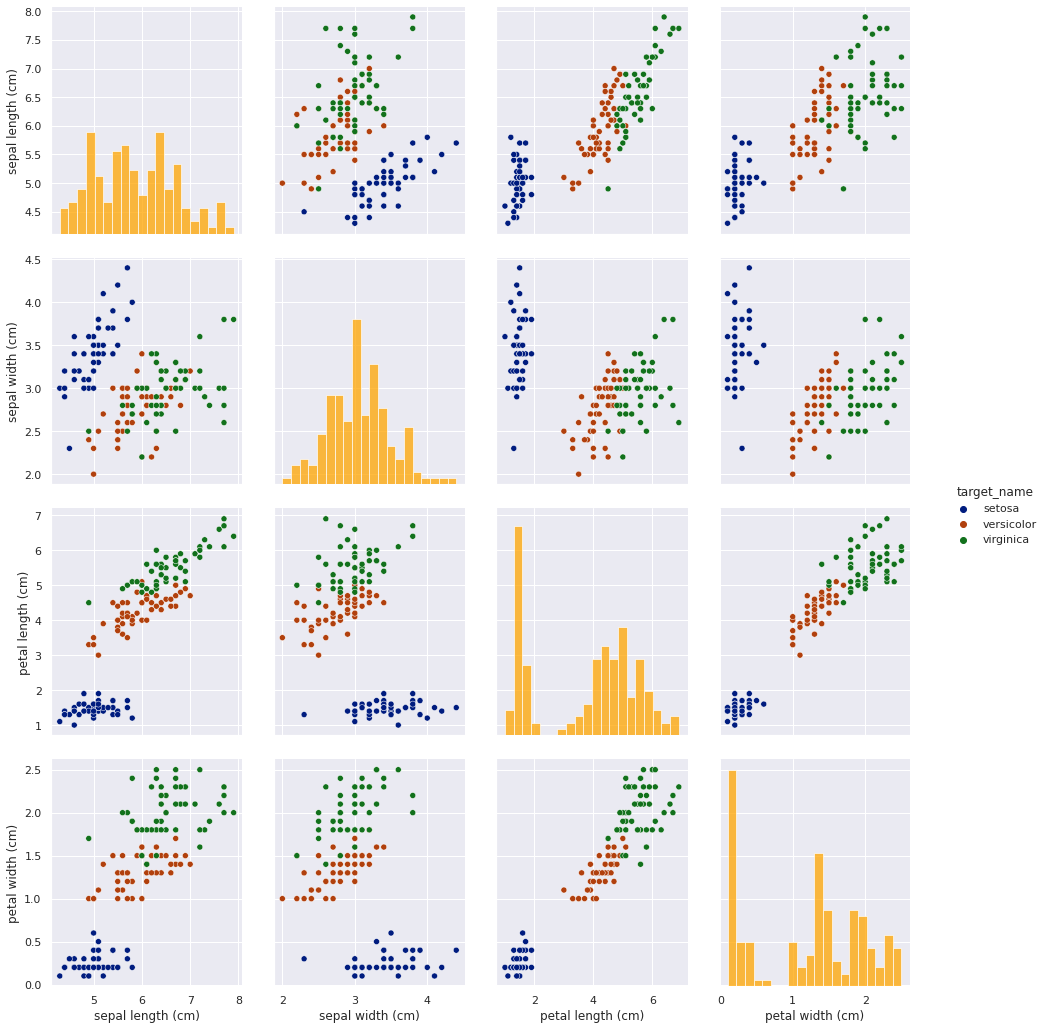 8.0
7.5
7.0
6.5
6.0
5.5
5.0
4.5
sepal length (cm)
4.5
4.0
3.5
3.0
2.5
2.0
sepal width (cm)
target_name
setosa
versicolor
virginica
7
6
5
4
3
2
1
petal length (cm)
2.5
2.0
1.5
1.0
0.5
0.0
petal width (cm)
5 6 7 8
2 3 4
2 4 6
0 1 2
sepal length (cm)
sepal width (cm)
petal length (cm)
petal width (cm)